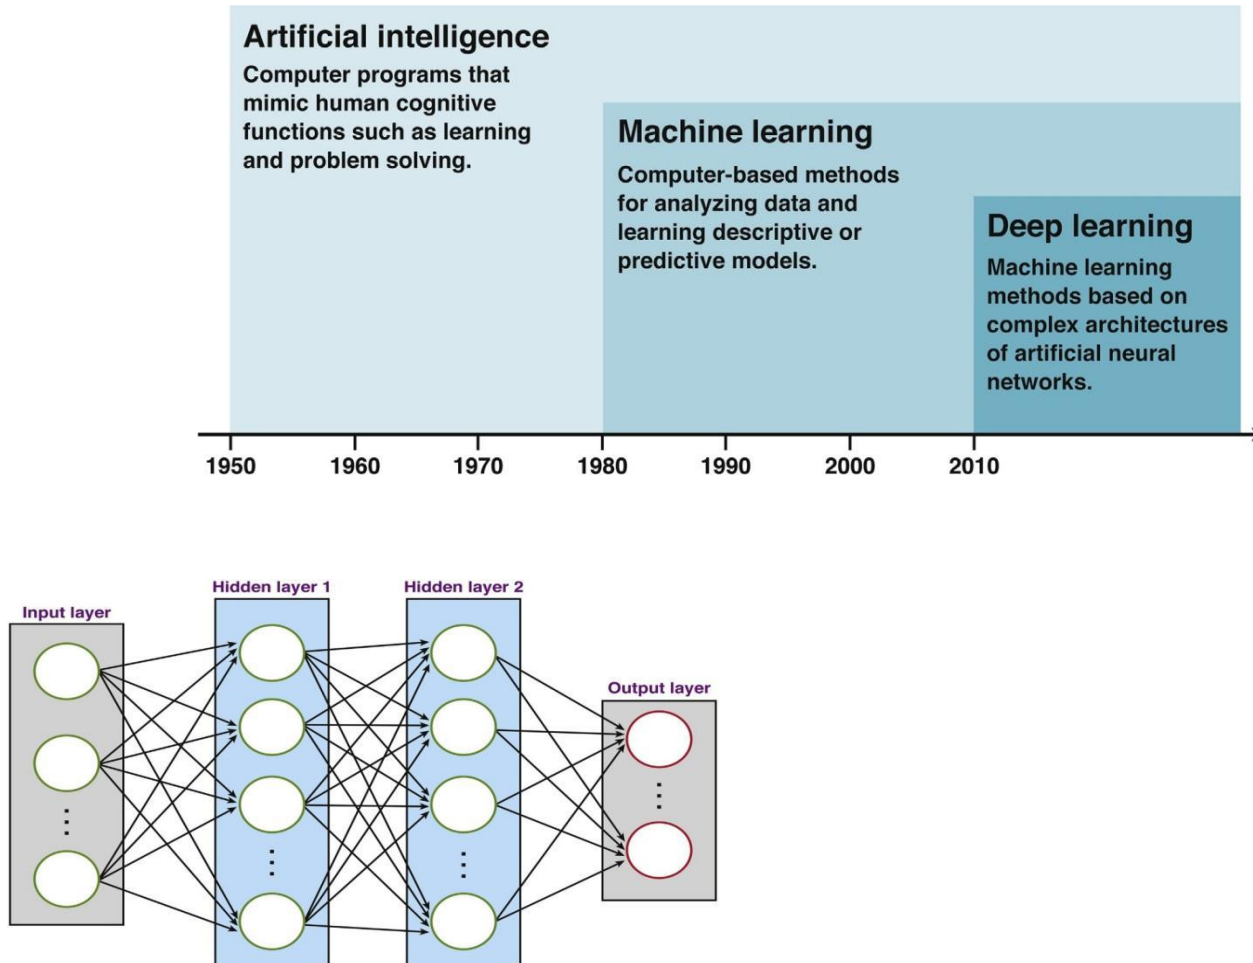 Artificial intelligence
Computer programs that
mimic human cognitive
functions such as learning
and problem solving.
Machine learning
Computer-based methods
for analyzing data and
learning descriptive or
predictive models.
Deep learning
Machine learning
methods based on
complex architectures
of artificial neural
networks.
1950 1960 1970 1980 1990 2000 2010
Hidden layer 1 Hidden layer 2
Input layer
Output layer